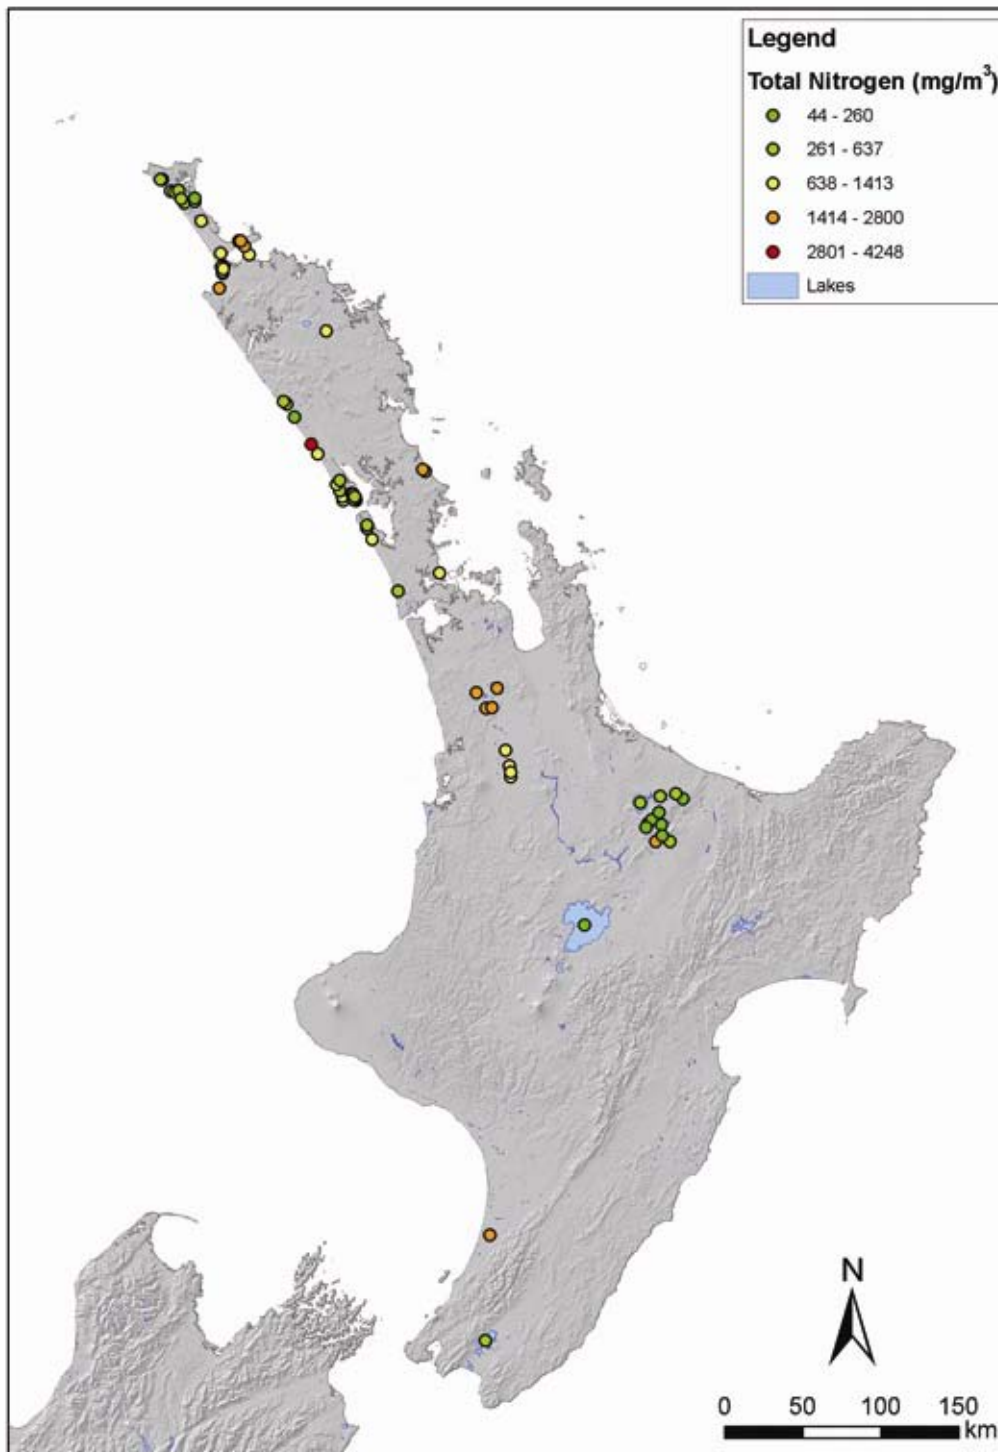 Legend
Total Nitrogen (mg/m³)
44 - 260
261 - 637
638 - 1413
1414 - 2800
2801 - 4248
Lakes
N
0 50 100 150
km